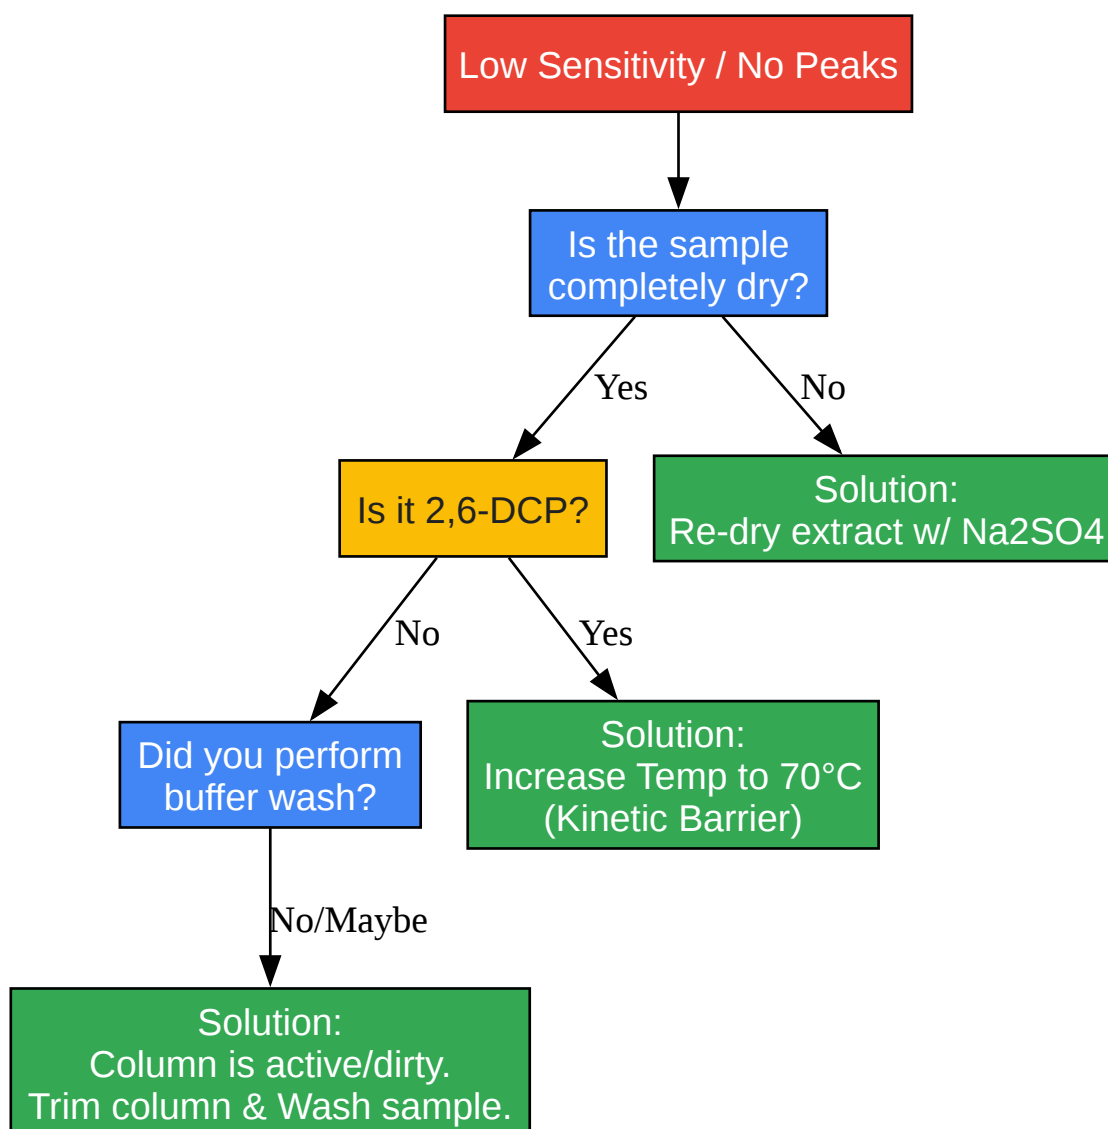 Low Sensitivity / No Peaks
Is the sample
completely dry?
Yes
No
Is it 2,6-DCP?
Solution:
Re-dry extract w/ Na2SO4
No
Yes
Did you perform
buffer wash?
Solution:
Increase Temp to 70°C
(Kinetic Barrier)
No/Maybe
Solution:
Column is active/dirty.
Trim column & Wash sample.